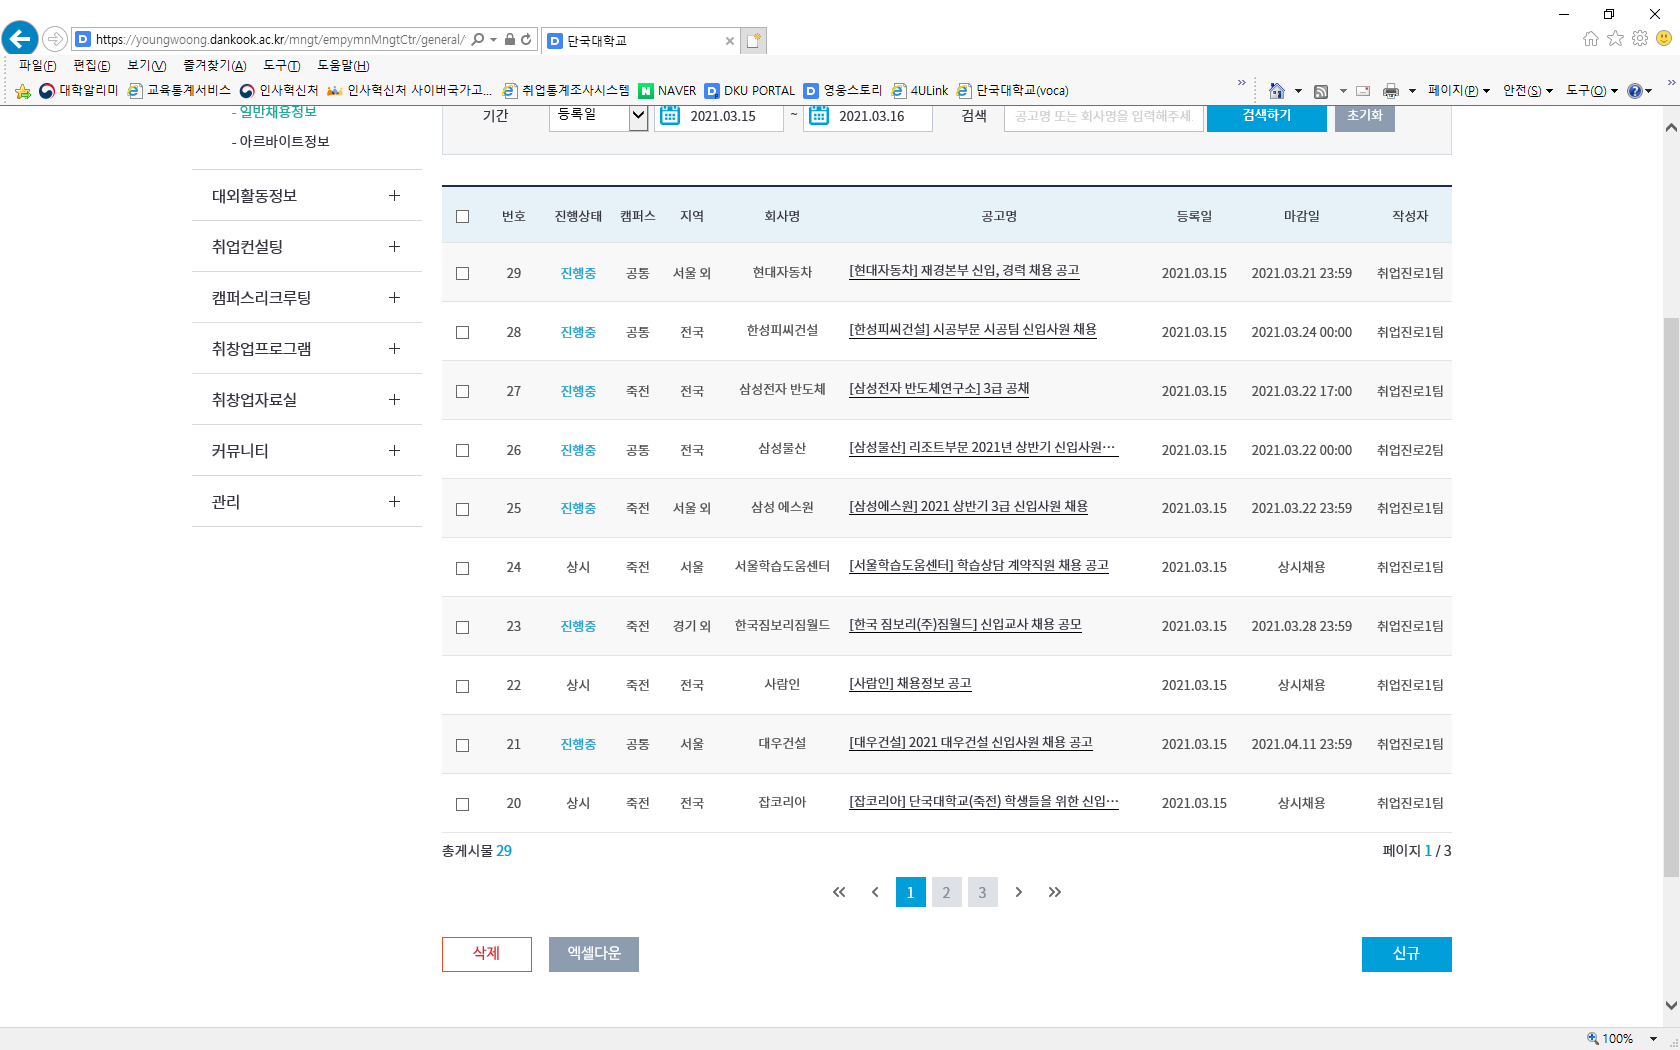 https://youngwoong.dankook.ac.kr/mngt/empymnMngtCtr/general/ 단국대학교
파일(F) 편집(E) 보기(V) 즐겨찾기(A) 도구(T) 도움말(H)
대학알리미 교육통계서비스 인사혁신처 인사혁신처 사이버국가고... 취업통계조사시스템 NAVER DKU PORTAL 영웅스토리 4ULink 단국대학교(voca) 페이지(P) 안전(S) 도구(O)
- 일반채용정보
- 아르바이트정보
대외활동정보
취업컨설팅
캠퍼스리크루팅
취창업프로그램
취창업자료실
커뮤니티
관리
기간 등록일 2021.03.15 ~ 2021.03.16 검색 공고명 또는 회사명을 입력해주세. 검색하기 초기화
번호 진행상태 캠퍼스 지역 회사명 공고명 등록일 마감일 작성자
29 진행중 공통 서울 외 현대자동차 [현대자동차] 재경본부 신입, 경력 채용 공고 2021.03.15 2021.03.21 23:59 취업진로1팀
28 진행중 공통 전국 한성피씨건설 [한성피씨건설] 시공부문 시공팀 신입사원 채용 2021.03.15 2021.03.24 00:00 취업진로1팀
27 진행중 죽전 전국 삼성전자 반도체 [삼성전자 반도체연구소] 3급 공채 2021.03.15 2021.03.22 17:00 취업진로1팀
26 진행중 공통 전국 삼성물산 [삼성물산] 리조트부문 2021년 상반기 신입사원… 2021.03.15 2021.03.22 00:00 취업진로2팀
25 진행중 죽전 서울 외 삼성 에스원 [삼성에스원] 2021 상반기 3급 신입사원 채용 2021.03.15 2021.03.22 23:59 취업진로1팀
24 상시 죽전 서울 서울학습도움센터 [서울학습도움센터] 학습상담 계약직원 채용 공고 2021.03.15 상시채용 취업진로1팀
23 진행중 죽전 경기 외 한국짐보리짐월드 [한국 짐보리(주)짐월드] 신입교사 채용 공모 2021.03.15 2021.03.28 23:59 취업진로1팀
22 상시 죽전 전국 사람인 [사람인] 채용정보 공고 2021.03.15 상시채용 취업진로1팀
21 진행중 공통 서울 대우건설 [대우건설] 2021 대우건설 신입사원 채용 공고 2021.03.15 2021.04.11 23:59 취업진로1팀
20 상시 죽전 전국 잡코리아 [잡코리아] 단국대학교(죽전) 학생들을 위한 신입… 2021.03.15 상시채용 취업진로1팀
총게시물 29 페이지 1 / 3
1 2 3
삭제 엑셀다운 신규
100%